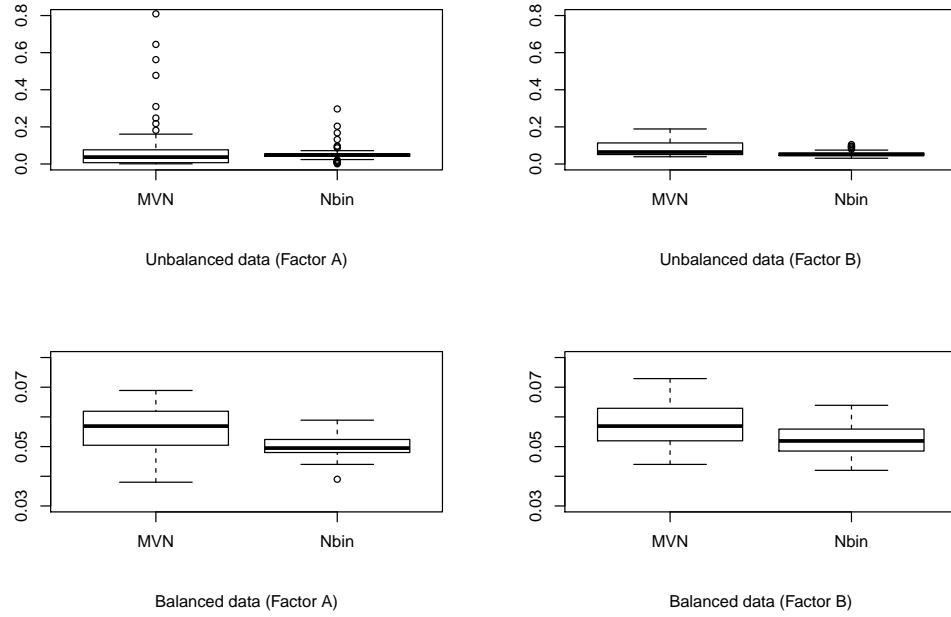 0.8
0.6
0.4
0.2
0.0
MVN Nbin
Unbalanced data (Factor A)
0.8
0.6
0.4
0.2
0.0
MVN Nbin
Unbalanced data (Factor B)
0.07
0.05
0.03
MVN Nbin
Balanced data (Factor A)
0.07
0.05
0.03
MVN Nbin
Balanced data (Factor B)